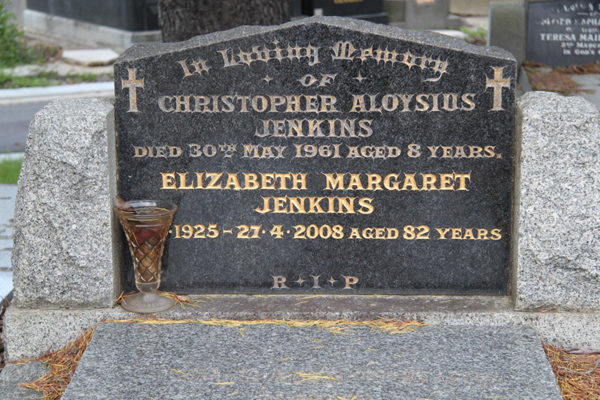 In Loving Memory
OF
CHRISTOPHER ALOYSIUS
JENKINS
DIED 30TH MAY 1961 AGED 8 YEARS.
ELIZABETH MARGARET
JENKINS
1925 - 27·4·2008 AGED 82 YEARS
R·I·P
TERESA